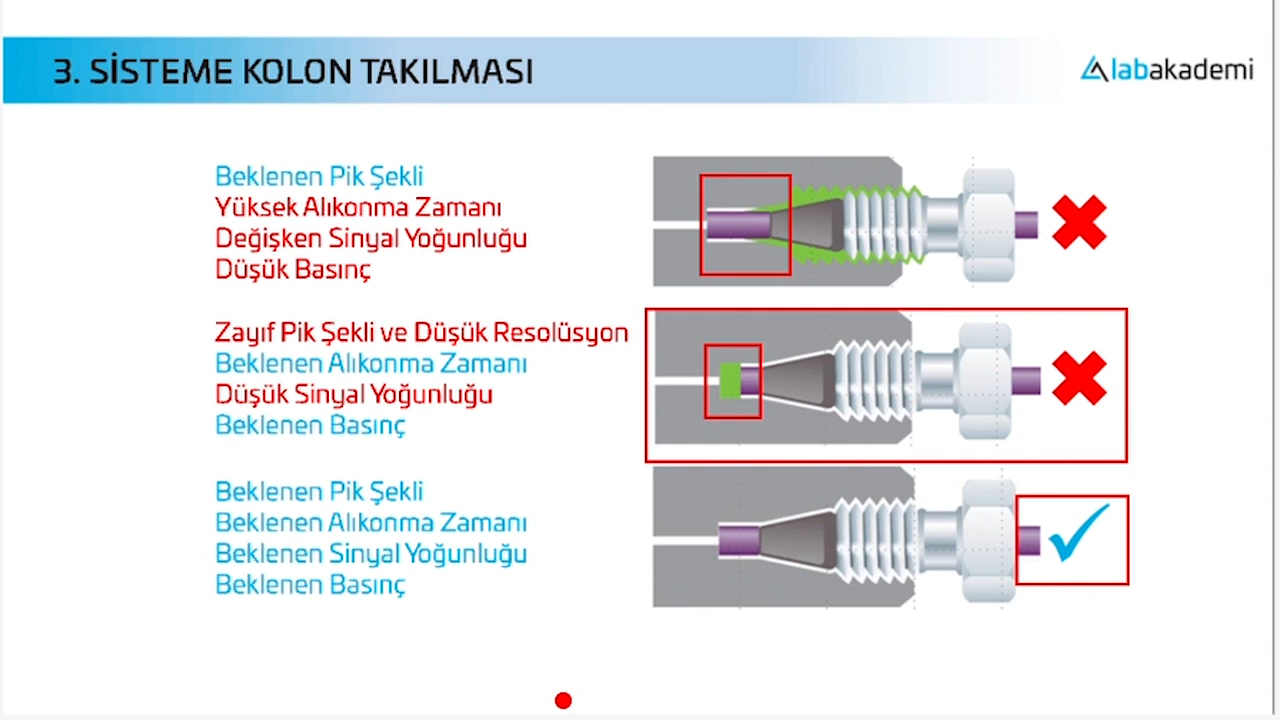 3. SİSTEME KOLON TAKILMASI
labakademi
Beklenen Pik Şekli
Yüksek Alıkonma Zamanı
Değişken Sinyal Yoğunluğu
Düşük Basınç
Zayıf Pik Şekli ve Düşük Resolüsyon
Beklenen Alıkonma Zamanı
Düşük Sinyal Yoğunluğu
Beklenen Basınç
Beklenen Pik Şekli
Beklenen Alıkonma Zamanı
Beklenen Sinyal Yoğunluğu
Beklenen Basınç